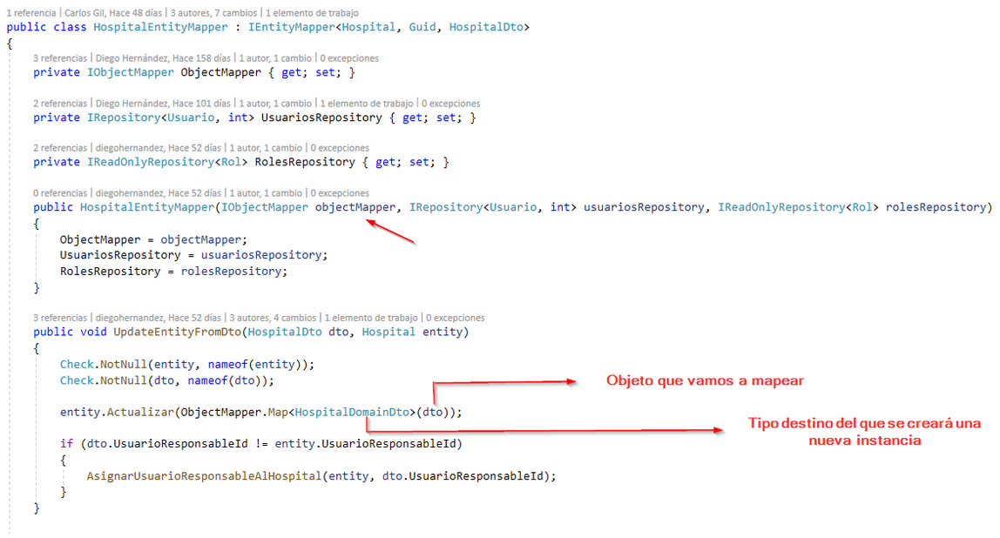 1 referencia | Carlos Gil, Hace 48 días | 3 autores, 7 cambios | 1 elemento de trabajo
public class HospitalEntityMapper : IEntityMapper<Hospital, Guid, HospitalDto>
{
3 referencias | Diego Hernández, Hace 158 días | 1 autor, 1 cambio | 0 excepciones
private IObjectMapper ObjectMapper { get; set; }
2 referencias | Diego Hernández, Hace 101 días | 1 autor, 1 cambio | 1 elemento de trabajo | 0 excepciones
private IRepository<Usuario, int> UsuariosRepository { get; set; }
2 referencias | diegohernandez, Hace 52 días | 1 autor, 1 cambio | 0 excepciones
private IReadOnlyRepository<Rol> RolesRepository { get; set; }
0 referencias | diegohernandez, Hace 52 días | 1 autor, 1 cambio | 0 excepciones
public HospitalEntityMapper(IObjectMapper objectMapper, IRepository<Usuario, int> usuariosRepository, IReadOnlyRepository<Rol> rolesRepository)
{
ObjectMapper = objectMapper;
UsuariosRepository = usuariosRepository;
RolesRepository = rolesRepository;
}
3 referencias | diegohernandez, Hace 52 días | 3 autores, 4 cambios | 1 elemento de trabajo | 0 excepciones
public void UpdateEntityFromDto(HospitalDto dto, Hospital entity)
{
Check.NotNull(entity, nameof(entity));
Check.NotNull(dto, nameof(dto));
Objeto que vamos a mapear
entity.Actualizar(ObjectMapper.Map<HospitalDomainDto>(dto));
Tipo destino del que se creará una
nueva instancia
if (dto.UsuarioResponsableId != entity.UsuarioResponsableId)
{
AsignarUsuarioResponsableAlHospital(entity, dto.UsuarioResponsableId);
}
}